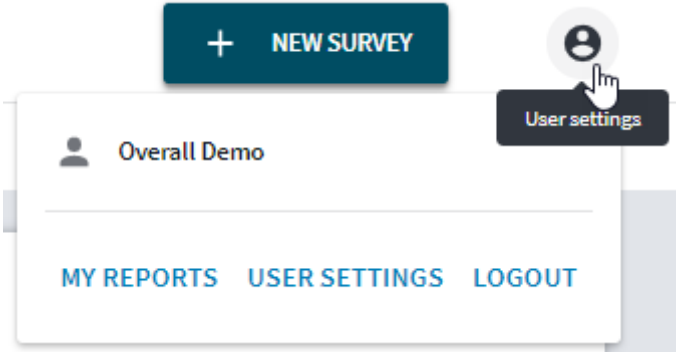 + NEW SURVEY
User settings
Overall Demo
MY REPORTS USER SETTINGS LOGOUT